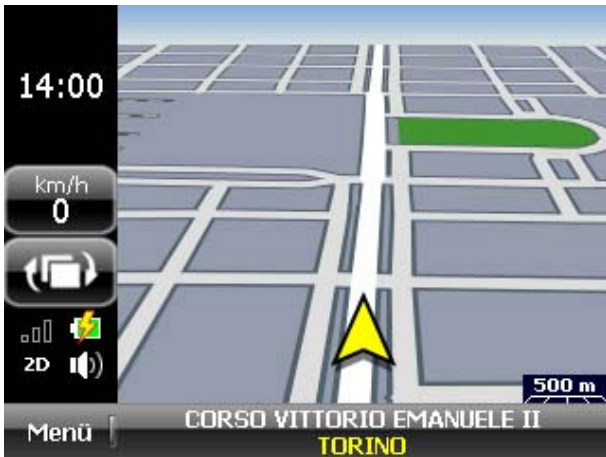 14:00
km/h
0
2D
500 m
Menü
CORSO VITTORIO EMANUELE II
TORINO